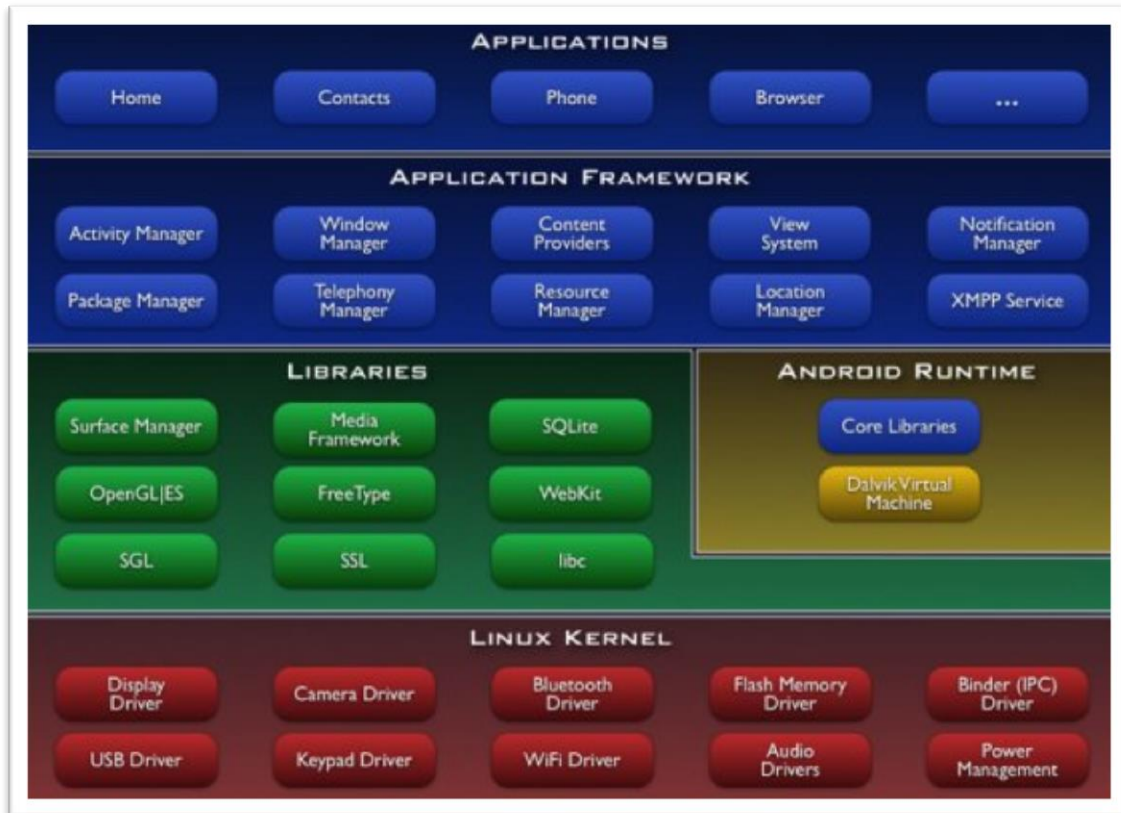 APPLICATIONS
Home
Contacts
Phone
Browser
...
APPLICATION FRAMEWORK
Activity Manager
Window
Manager
Content
Providers
View
System
Notification
Manager
Package Manager
Telephony
Manager
Resource
Manager
Location
Manager
XMPP Service
LIBRARIES
Surface Manager
Media
Framework
SQLite
OpenGL|ES
FreeType
WebKit
SGL
SSL
libc
ANDROID RUNTIME
Core Libraries
Dalvik Virtual
Machine
LINUX KERNEL
Display
Driver
Camera Driver
Bluetooth
Driver
Flash Memory
Driver
Binder (IPC)
Driver
USB Driver
Keypad Driver
WiFi Driver
Audio
Drivers
Power
Management